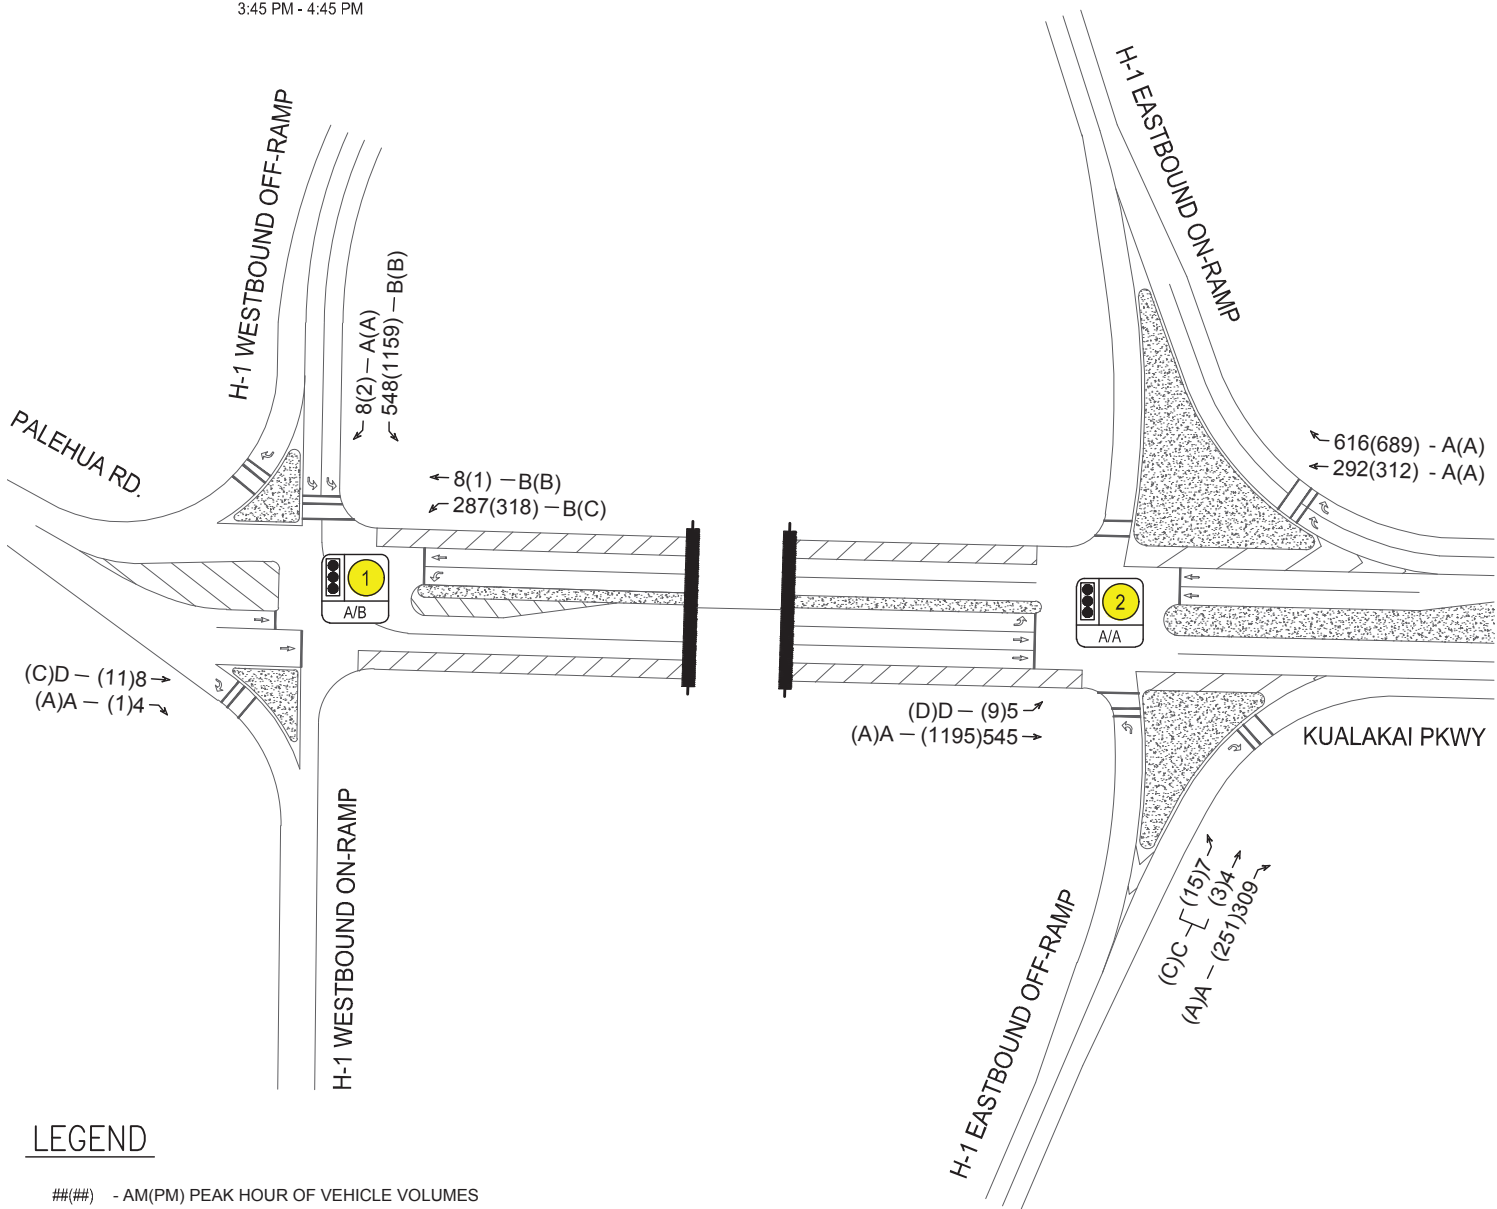 3:45 PM - 4:45 PM
H-1 WESTBOUND OFF-RAMP
H-1 EASTBOUND ON-RAMP
8(2) – A(A)
548(1159) – B(B)
PALEHUA RD.
8(1) – B(B)
287(318) – B(C)
616(689) - A(A)
292(312) - A(A)
1
A/B
2
A/A
(C)D – (11)8
(A)A – (1)4
(D)D – (9)5
(A)A – (1195)545
KUALAKAI PKWY
H-1 WESTBOUND ON-RAMP
H-1 EASTBOUND OFF-RAMP
(C)C (15)7
(3)4
(A)A – (251)309
LEGEND
##(##) - AM(PM) PEAK HOUR OF VEHICLE VOLUMES